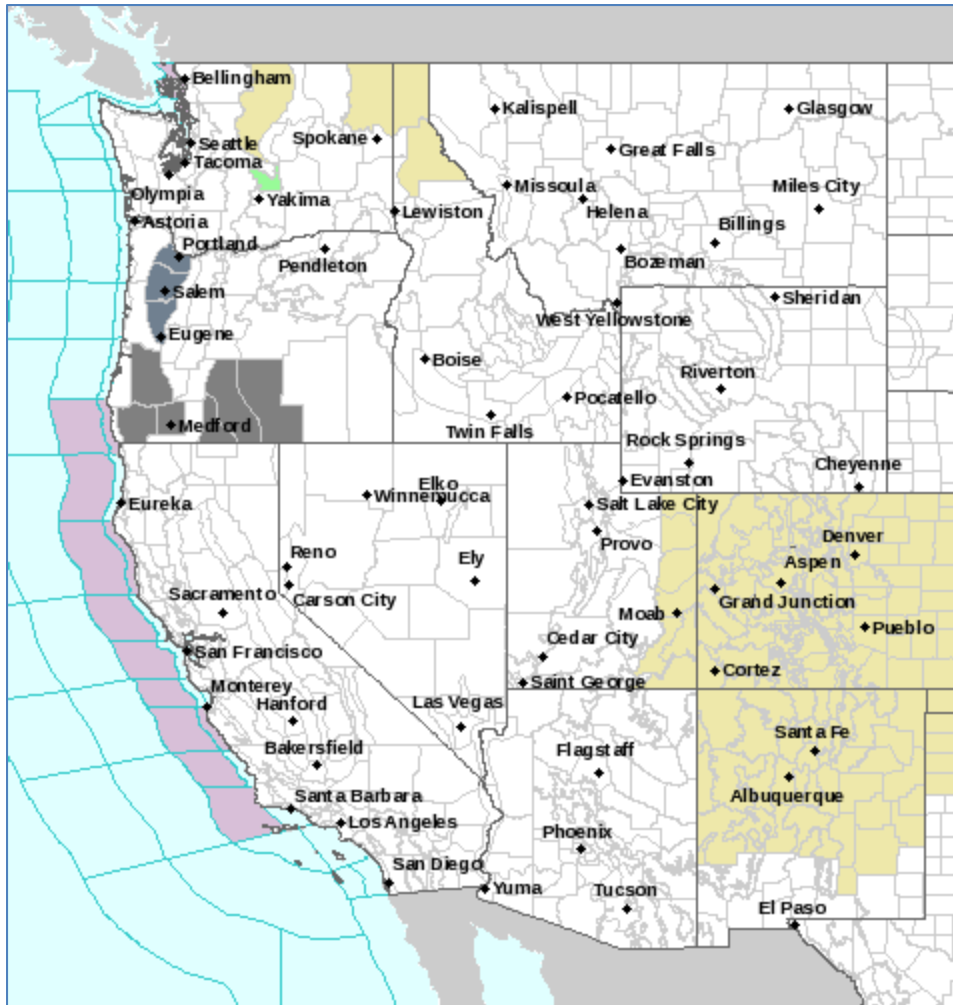 Bellingham
Kalispell
Glasgow
Seattle
Spokane
Great Falls
Tacoma
Olympia
Yakima
Missoula
Miles City
Helena
Lewiston
Astoria
Billings
Portland
Pendleton
Bozeman
Salem
Sheridan
West Yellowstone
Eugene
Boise
Riverton
Pocatello
Medford
Twin Falls
Rock Springs
Cheyenne
Evanston
Elko
Winnemucca
Eureka
Salt Lake City
Provo
Denver
Reno
Ely
Aspen
Sacramento
Carson City
Grand Junction
Moab
Pueblo
Cedar City
San Francisco
Cortez
Saint George
Monterey
Hanford
Las Vegas
Santa Fe
Bakersfield
Flagstaff
Albuquerque
Santa Barbara
Los Angeles
Phoenix
San Diego
Yuma
Tucson
El Paso